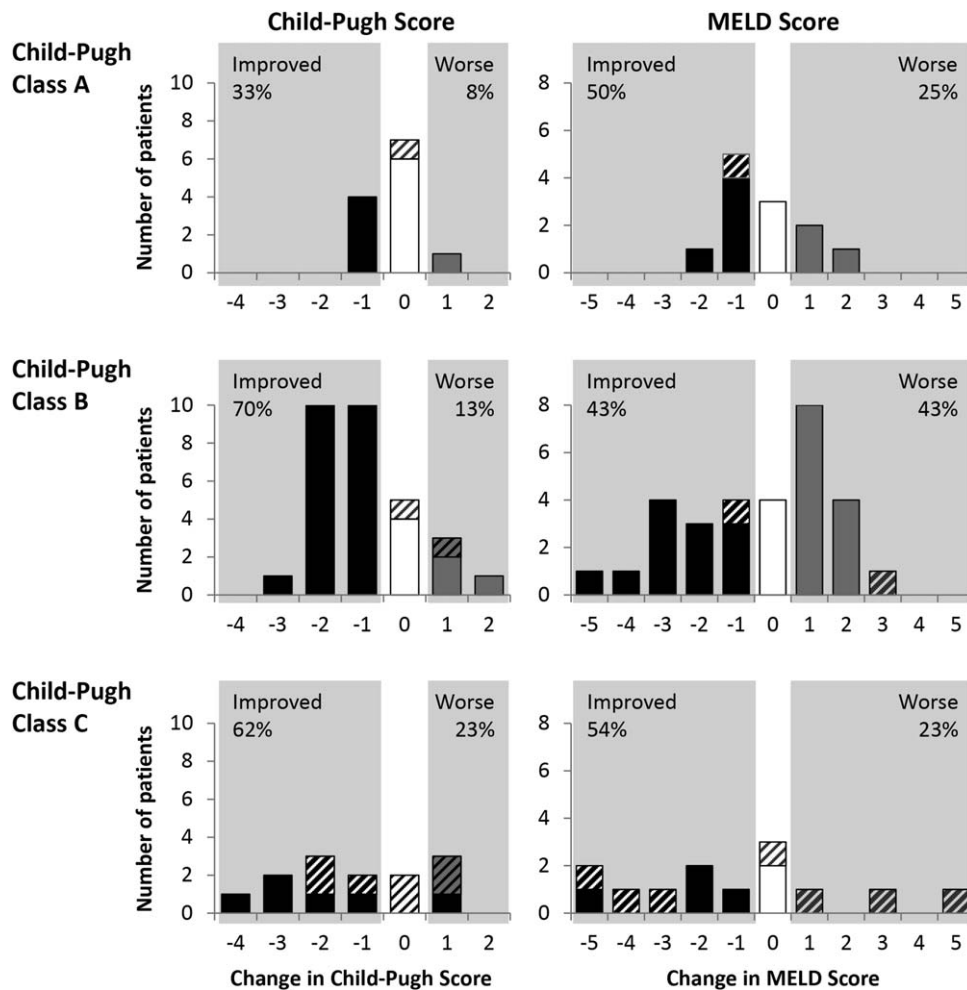 Child-Pugh Score
MELD Score
Child-Pugh
Class A
Number of patients
10
8
6
4
2
0
Improved
33%
Worse
8%
-4 -3 -2 -1 0 1 2
8
6
4
2
0
Improved
50%
Worse
25%
-5 -4 -3 -2 -1 0 1 2 3 4 5
Child-Pugh
Class B
Number of patients
10
8
6
4
2
0
Improved
70%
Worse
13%
-4 -3 -2 -1 0 1 2
8
6
4
2
0
Improved
43%
Worse
43%
-5 -4 -3 -2 -1 0 1 2 3 4 5
Child-Pugh
Class C
Number of patients
10
8
6
4
2
0
Improved
62%
Worse
23%
-4 -3 -2 -1 0 1 2
Change in Child-Pugh Score
8
6
4
2
0
Improved
54%
Worse
23%
-5 -4 -3 -2 -1 0 1 2 3 4 5
Change in MELD Score